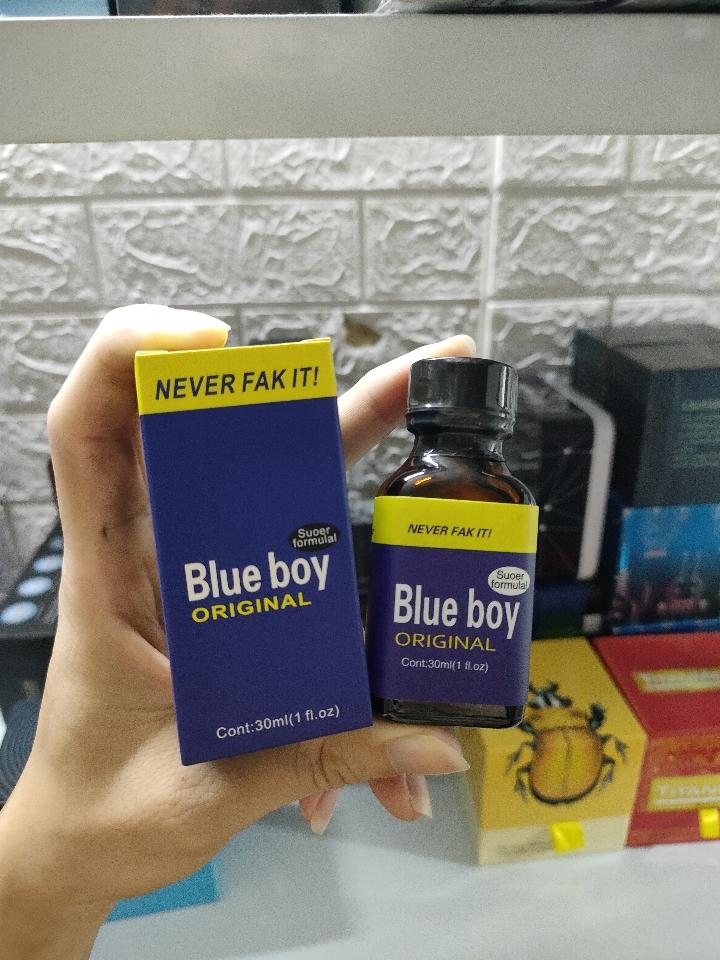 NEVER FAK IT!
Suoer
formula!
Blue boy
ORIGINAL
Cont:30ml(1 fl.oz)
NEVER FAK IT!
Suoer
formula!
Blue boy
ORIGINAL
Cont:30ml(1 fl.oz)